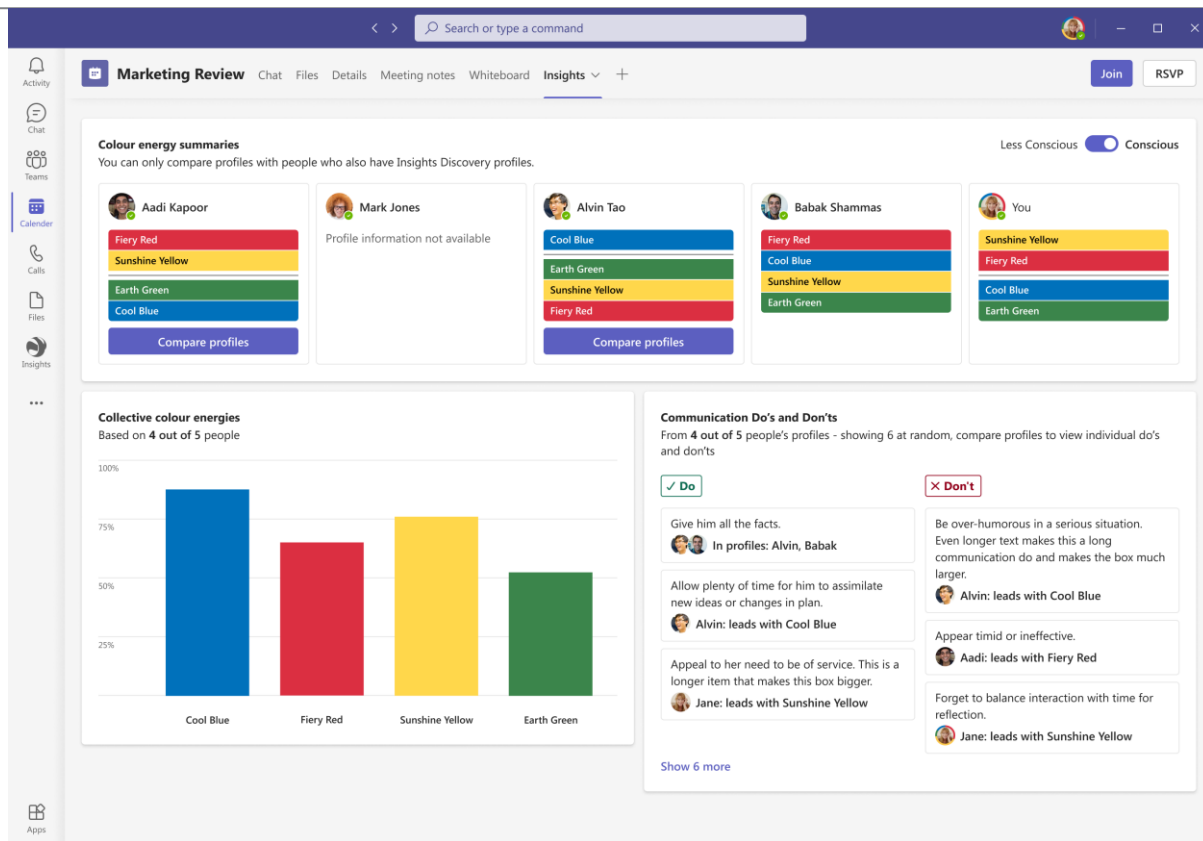 Search or type a command
Activity
Chat
Teams
Calender
Calls
Files
Insights
Apps
Marketing Review
Chat
Files
Details
Meeting notes
Whiteboard
Insights
Join
RSVP
Colour energy summaries
You can only compare profiles with people who also have Insights Discovery profiles.
Less Conscious
Conscious
Aadi Kapoor
Fiery Red
Sunshine Yellow
Earth Green
Cool Blue
Compare profiles
Mark Jones
Profile information not available
Alvin Tao
Cool Blue
Earth Green
Sunshine Yellow
Fiery Red
Compare profiles
Babak Shammas
Fiery Red
Cool Blue
Sunshine Yellow
Earth Green
You
Sunshine Yellow
Fiery Red
Cool Blue
Earth Green
Collective colour energies
Based on 4 out of 5 people
100%
75%
50%
25%
Cool Blue
Fiery Red
Sunshine Yellow
Earth Green
Communication Do's and Don'ts
From 4 out of 5 people's profiles - showing 6 at random, compare profiles to view individual do's
and don'ts
Do
Give him all the facts.
In profiles: Alvin, Babak
Allow plenty of time for him to assimilate
new ideas or changes in plan.
Alvin: leads with Cool Blue
Appeal to her need to be of service. This is a
longer item that makes this box bigger.
Jane: leads with Sunshine Yellow
Don't
Be over-humorous in a serious situation.
Even longer text makes this a long
communication do and makes the box much
larger.
Alvin: leads with Cool Blue
Appear timid or ineffective.
Aadi: leads with Fiery Red
Forget to balance interaction with time for
reflection.
Jane: leads with Sunshine Yellow
Show 6 more